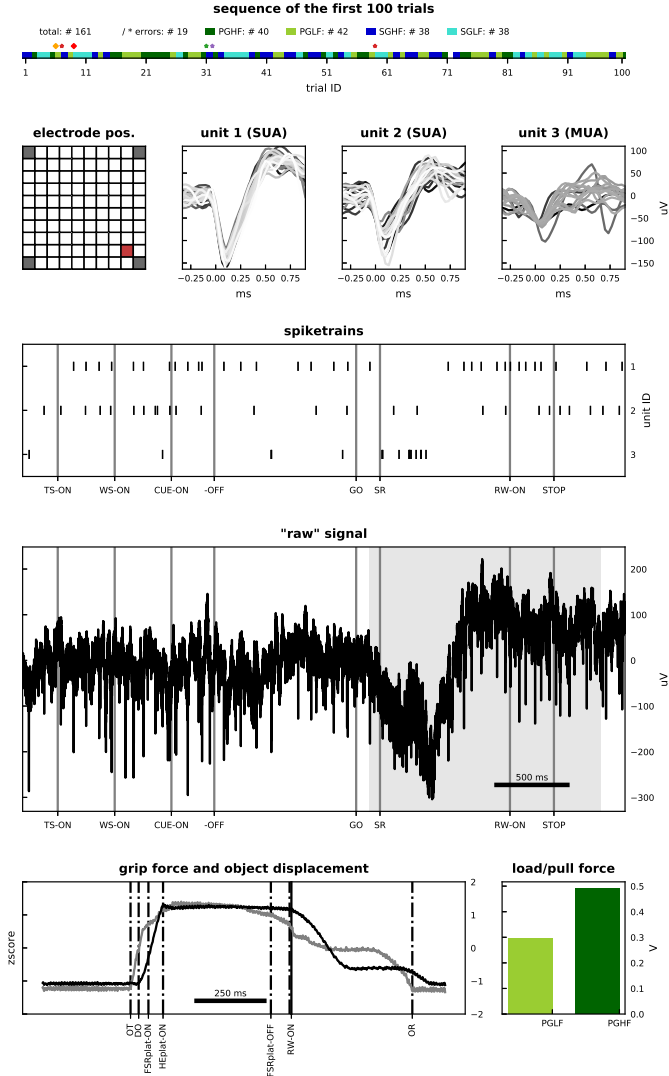 sequence of the first 100 trials
total: # 161 / * errors: # 19 PGHF: # 40 PGLF: # 42 SGHF: # 38 SGLF: # 38
1 11 21 31 41 51 61 71 81 91 100
trial ID
electrode pos. unit 1 (SUA) unit 2 (SUA) unit 3 (MUA)
100
50
0
−50
−100
−150
uV
−0.25 0.00 0.25 0.75 −0.25 0.00 0.25 0.75 −0.25 0.00 0.25 0.75
ms ms ms
spiketrains
1
2
3
unit ID
TS-ON WS-ON CUE-ON -OFF GO SR RW-ON STOP
"raw" signal
200
100
0
−100
−200
−300
uV
500 ms
TS-ON WS-ON CUE-ON -OFF GO SR RW-ON STOP
grip force and object displacement load/pull force
zscore
2
1
0
−1
−2
250 ms
OT DO FSRplat-ON HEplat-ON FSRplat-OFF RW-ON OR
0.5
0.4
0.3
0.2
0.1
0.0
V
PGLF PGHF